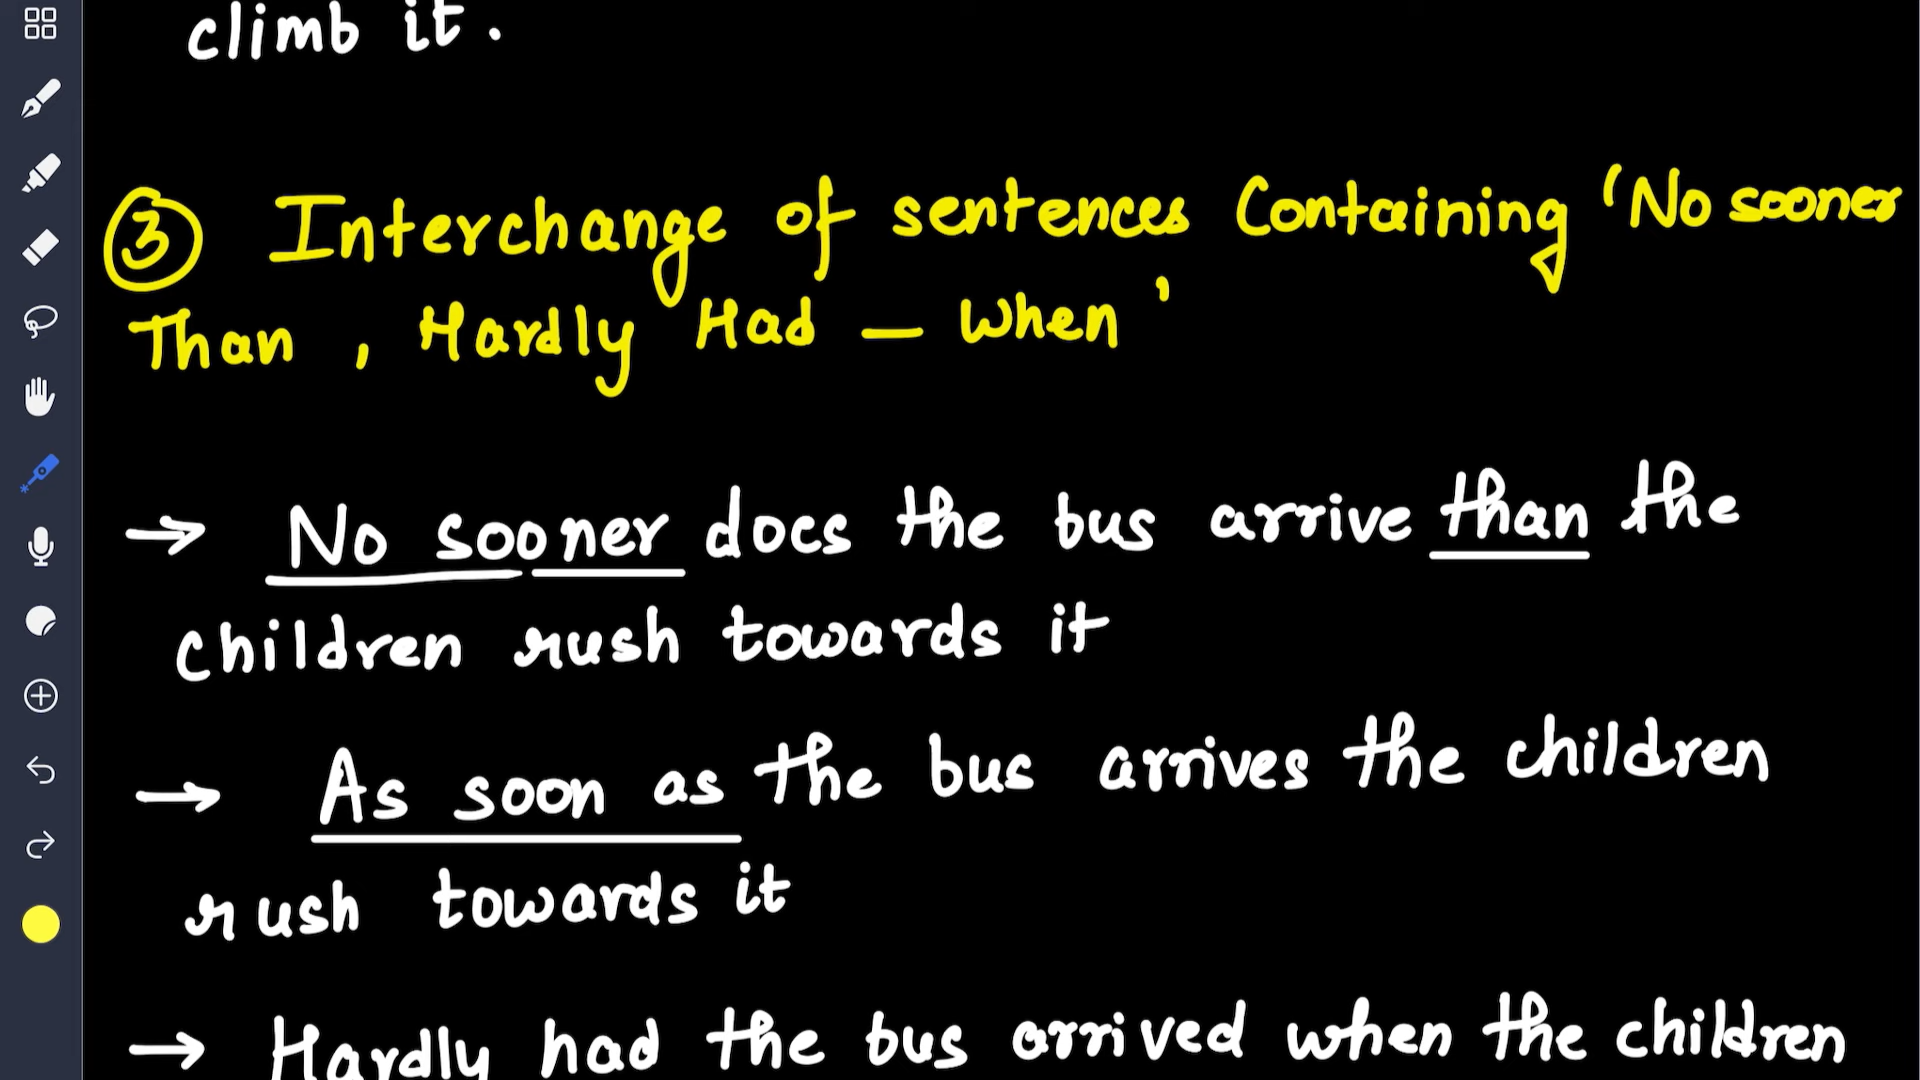 climb it.
③ Interchange of sentences Containing 'No sooner
Than, Hardly Had — When'
→ No sooner does the bus arrive than the
children rush towards it
→ As soon as the bus arrives the children
rush towards it
→ Hardly had the bus arrived when the children